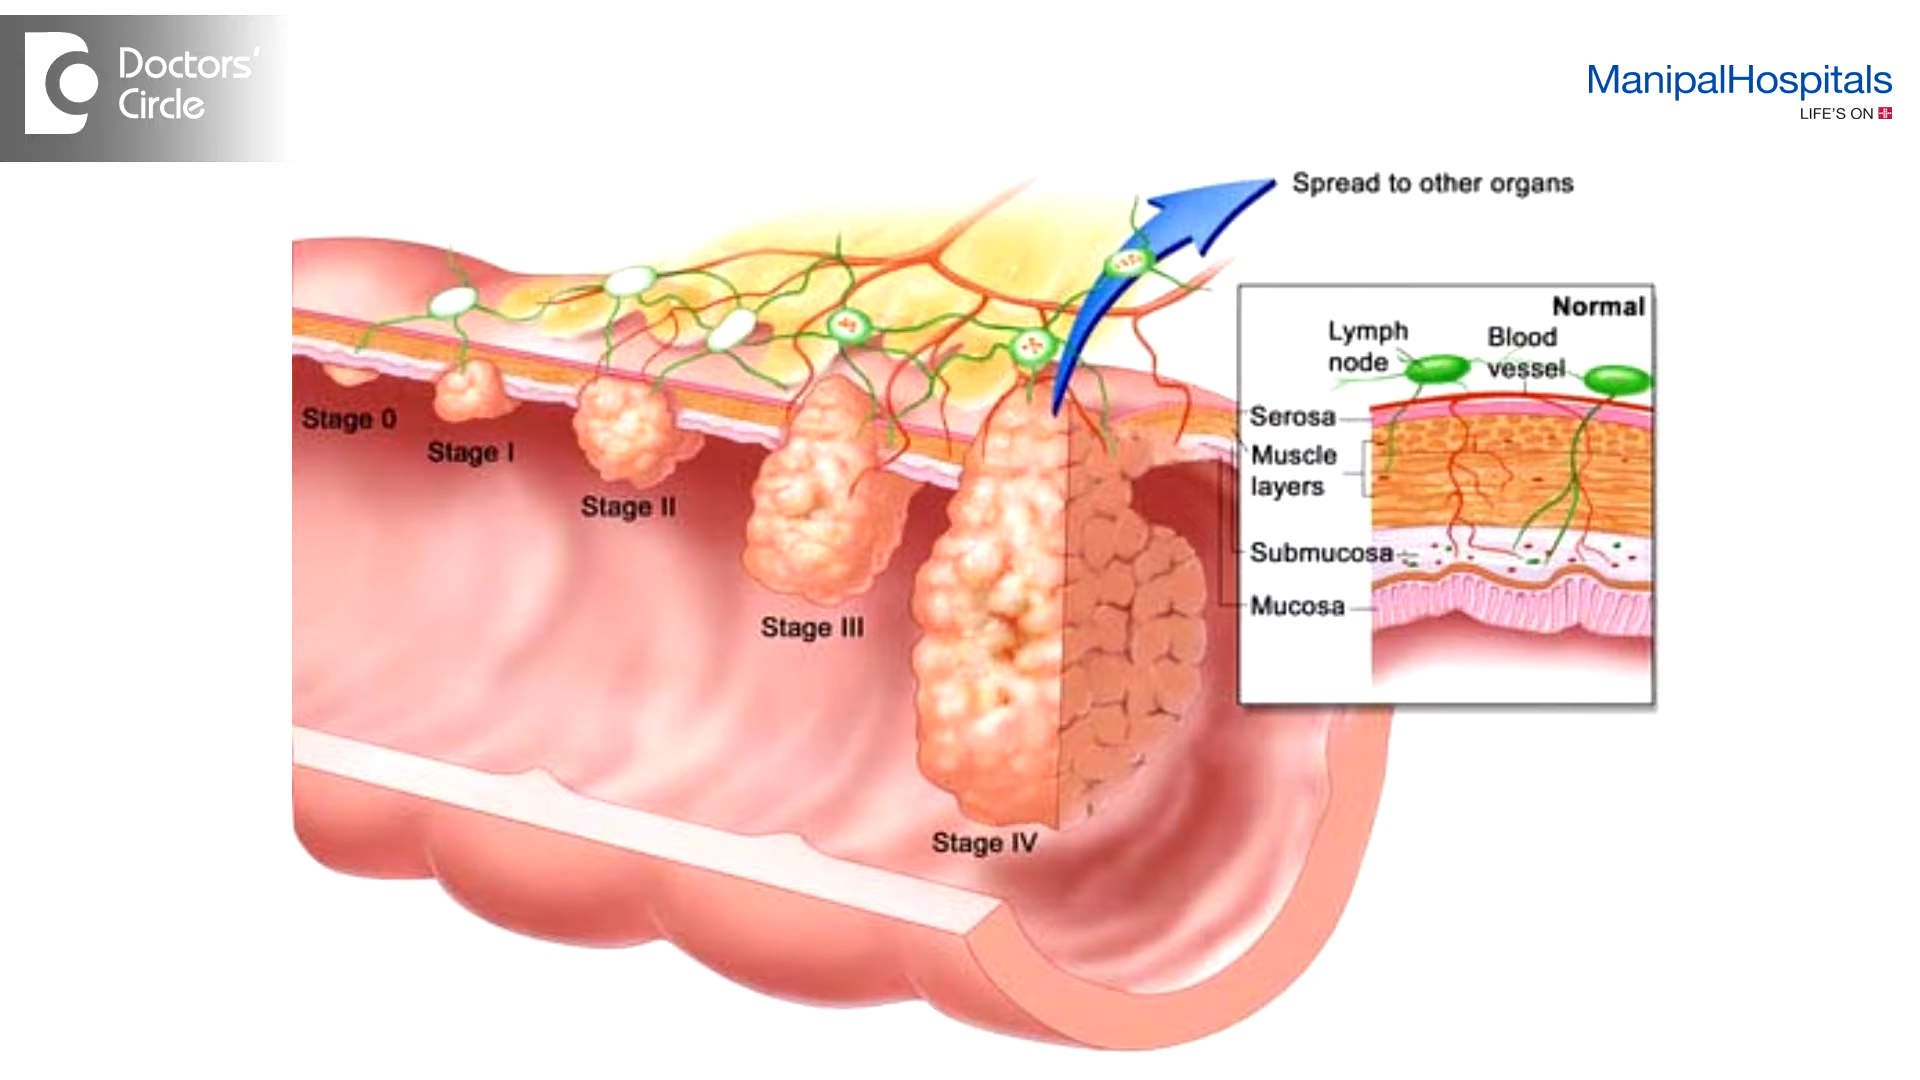 Doctors'
Circle
ManipalHospitals
LIFE'S ON
Spread to other organs
Normal
Lymph
node
Blood
vessel
Serosa
Muscle
layers
Submucosa
Mucosa
Stage 0
Stage I
Stage II
Stage III
Stage IV